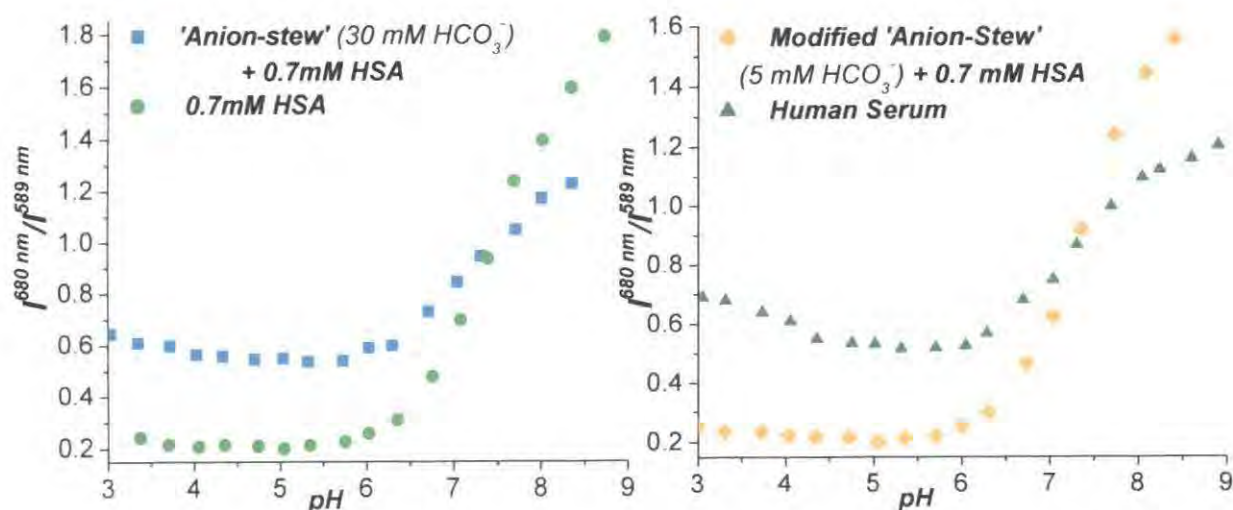 1.8
1.6
1.4
1.2
1.0
0.8
0.6
0.4
0.2
I^680 nm/I^589 nm
'Anion-stew' (30 mM HCO₃⁻)
+ 0.7mM HSA
0.7mM HSA
3 4 5 6 7 8 9
pH
1.6
1.4
1.2
1.0
0.8
0.6
0.4
0.2
I^680 nm/I^589 nm
Modified 'Anion-Stew'
(5 mM HCO₃⁻) + 0.7 mM HSA
Human Serum
3 4 5 6 7 8 9
pH